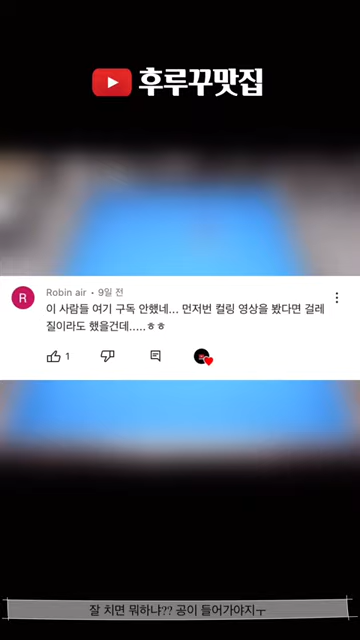 후루꾸맛집
Robin air • 9일 전
이 사람들 여기 구독 안했네... 먼저번 컬링 영상을 봤다면 걸레
질이라도 했을건데.....ㅎㅎ
1
잘 치면 뭐하냐?? 공이 들어가야지ㅜ